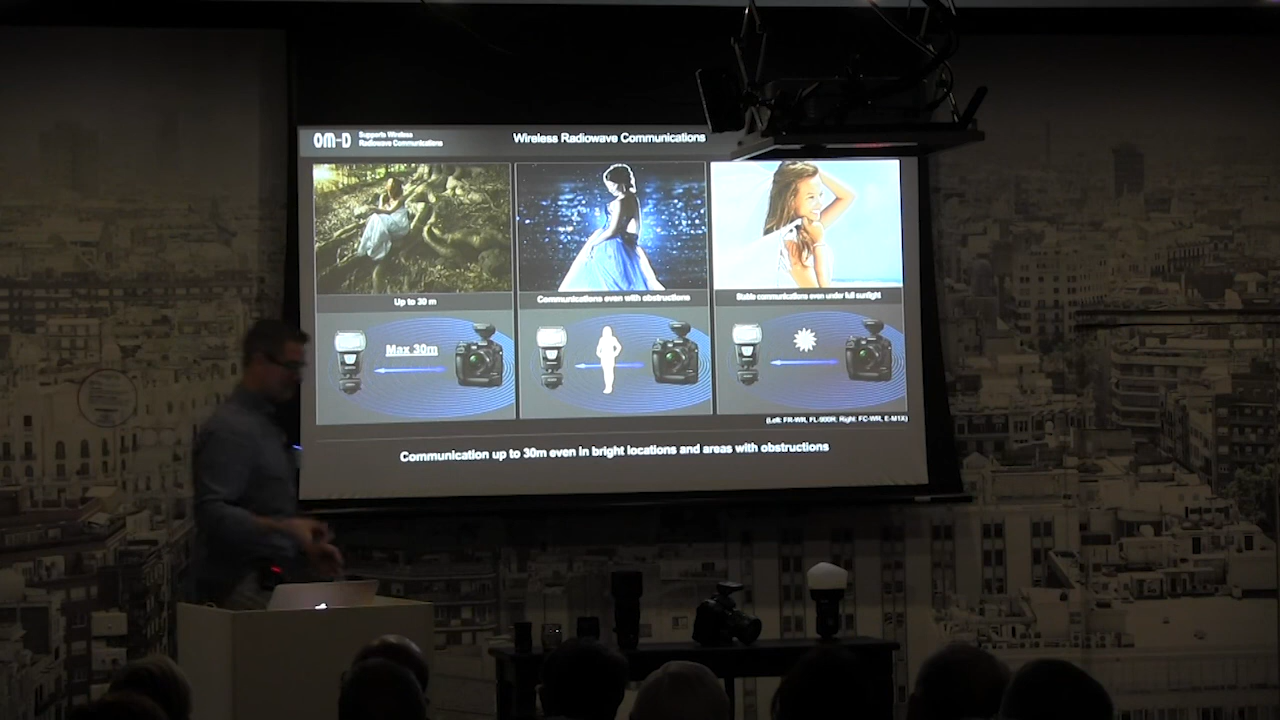 OM-D
Supports Wireless
Radiowave Communications
Wireless Radiowave Communications
Up to 30 m
Communications even with obstructions
Stable communications even under full sunlight
Max 30m
(Left: FR-WR, FL-900R; Right: FC-WR, E-M1X)
Communication up to 30m even in bright locations and areas with obstructions